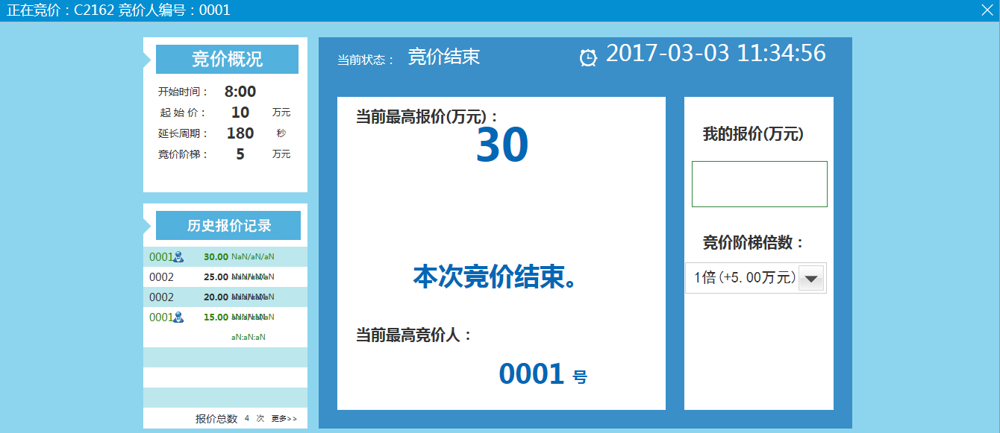 正在竞价：C2162 竞价人编号：0001
竞价概况
开始时间： 8:00
起 始 价： 10 万元
延长周期： 180 秒
竞价阶梯： 5 万元
历史报价记录
0001 30.00 NaN/aN/aN
0002 25.00
0002 20.00
0001 15.00
aN:aN:aN
报价总数 4 次 更多>>
当前状态： 竞价结束
2017-03-03 11:34:56
当前最高报价(万元)：
30
本次竞价结束。
当前最高竞价人：
0001 号
我的报价(万元)
竞价阶梯倍数：
1倍(+5.00万元)